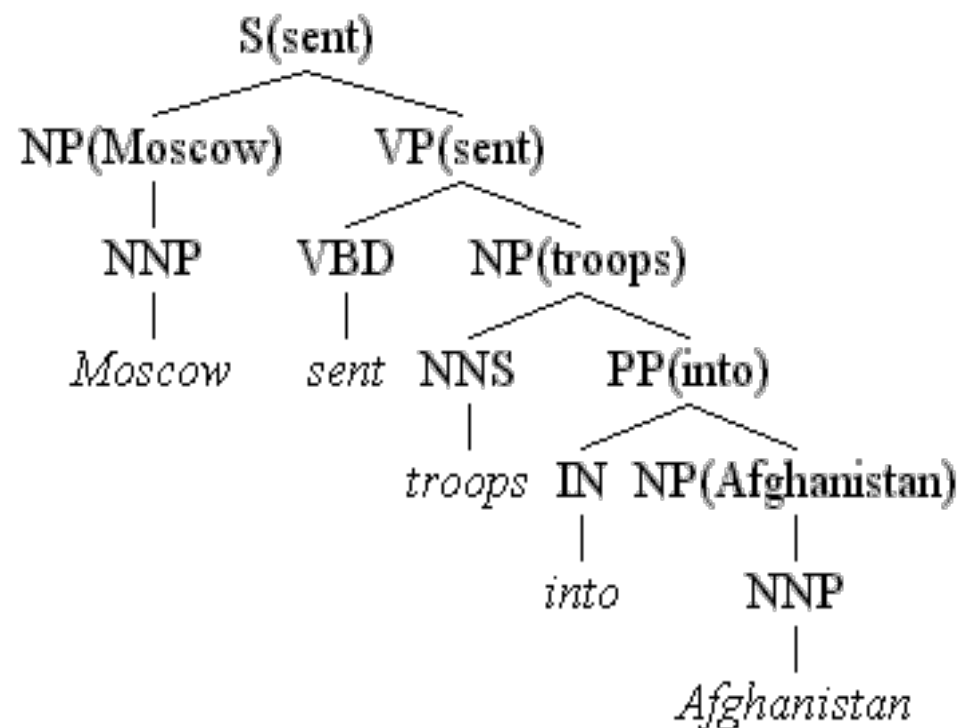 S(sent)
NP(Moscow) VP(sent)
NNP VBD NP(troops)
Moscow sent NNS PP(into)
troops IN NP(Afghanistan)
into NNP
Afghanistan